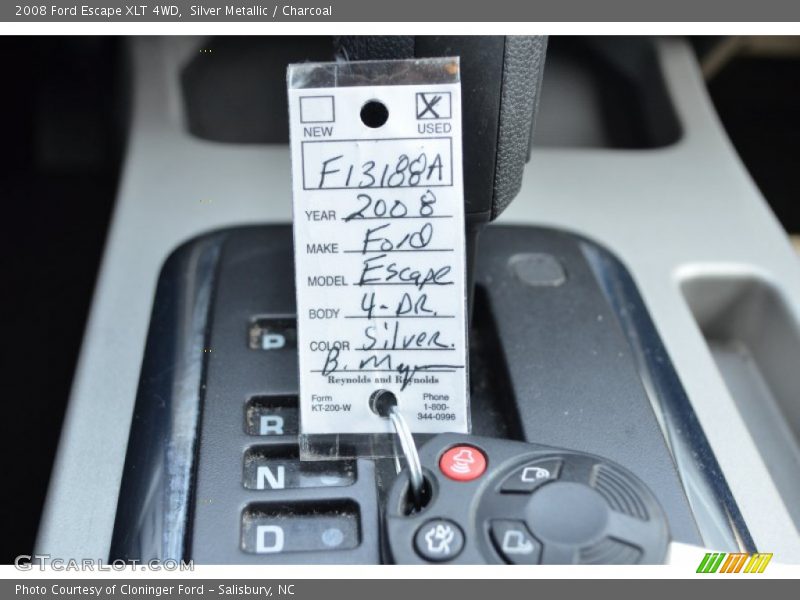 2008 Ford Escape XLT 4WD, Silver Metallic / Charcoal
NEW
X USED
F13188A
YEAR 2008
MAKE Ford
MODEL Escape
BODY 4-DR.
COLOR Silver.
Reynolds and Reynolds
Form
KT-200-W
Phone
1-800-
344-0996
P
R
N
D
GTCARLOT.COM
Photo Courtesy of Cloninger Ford – Salisbury, NC